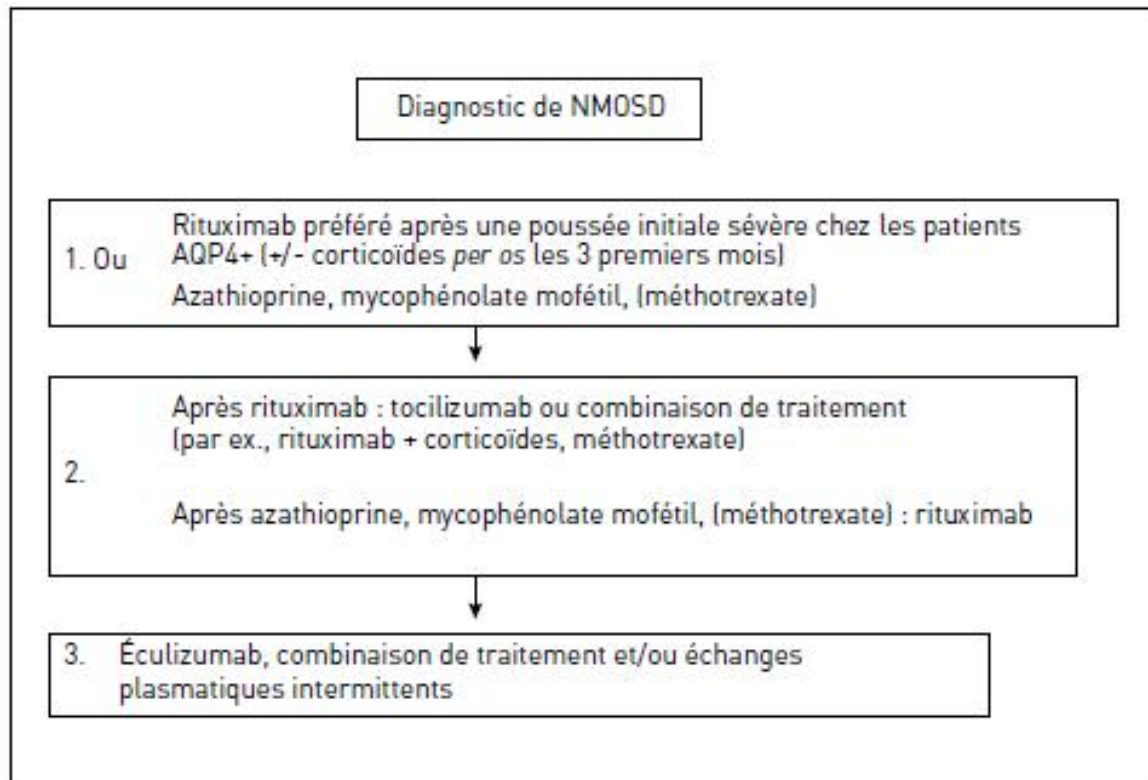 Diagnostic de NMOSD
Rituximab préféré après une poussée initiale sévère chez les patients
1. Ou AQP4+ (+/- corticoïdes per os les 3 premiers mois)
Azathioprine, mycophénolate mofétil, (méthotrexate)
Après rituximab : tocilizumab ou combinaison de traitement
(par ex., rituximab + corticoïdes, méthotrexate)
2.
Après azathioprine, mycophénolate mofétil, (méthotrexate) : rituximab
3. Éculizumab, combinaison de traitement et/ou échanges
plasmatiques intermittents